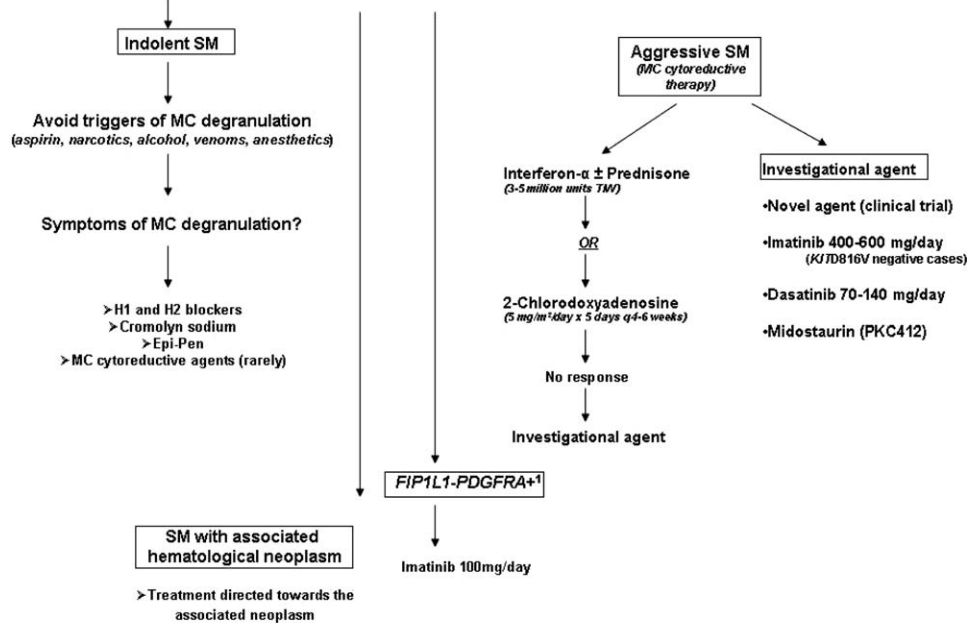 Indolent SM
Avoid triggers of MC degranulation
(aspirin, narcotics, alcohol, venoms, anesthetics)
Symptoms of MC degranulation?
➢H1 and H2 blockers
➢Cromolyn sodium
➢Epi-Pen
➢MC cytoreductive agents (rarely)
SM with associated
hematological neoplasm
➢Treatment directed towards the
associated neoplasm
FIP1L1-PDGFRA+¹
Imatinib 100mg/day
Aggressive SM
(MC cytoreductive
therapy)
Interferon-α ± Prednisone
(3-5 million units TIW)
OR
2-Chlorodoxyadenosine
(5 mg/m²/day x 5 days q4-6 weeks)
No response
Investigational agent
Investigational agent
•Novel agent (clinical trial)
•Imatinib 400-600 mg/day
(KITD816V negative cases)
•Dasatinib 70-140 mg/day
•Midostaurin (PKC412)